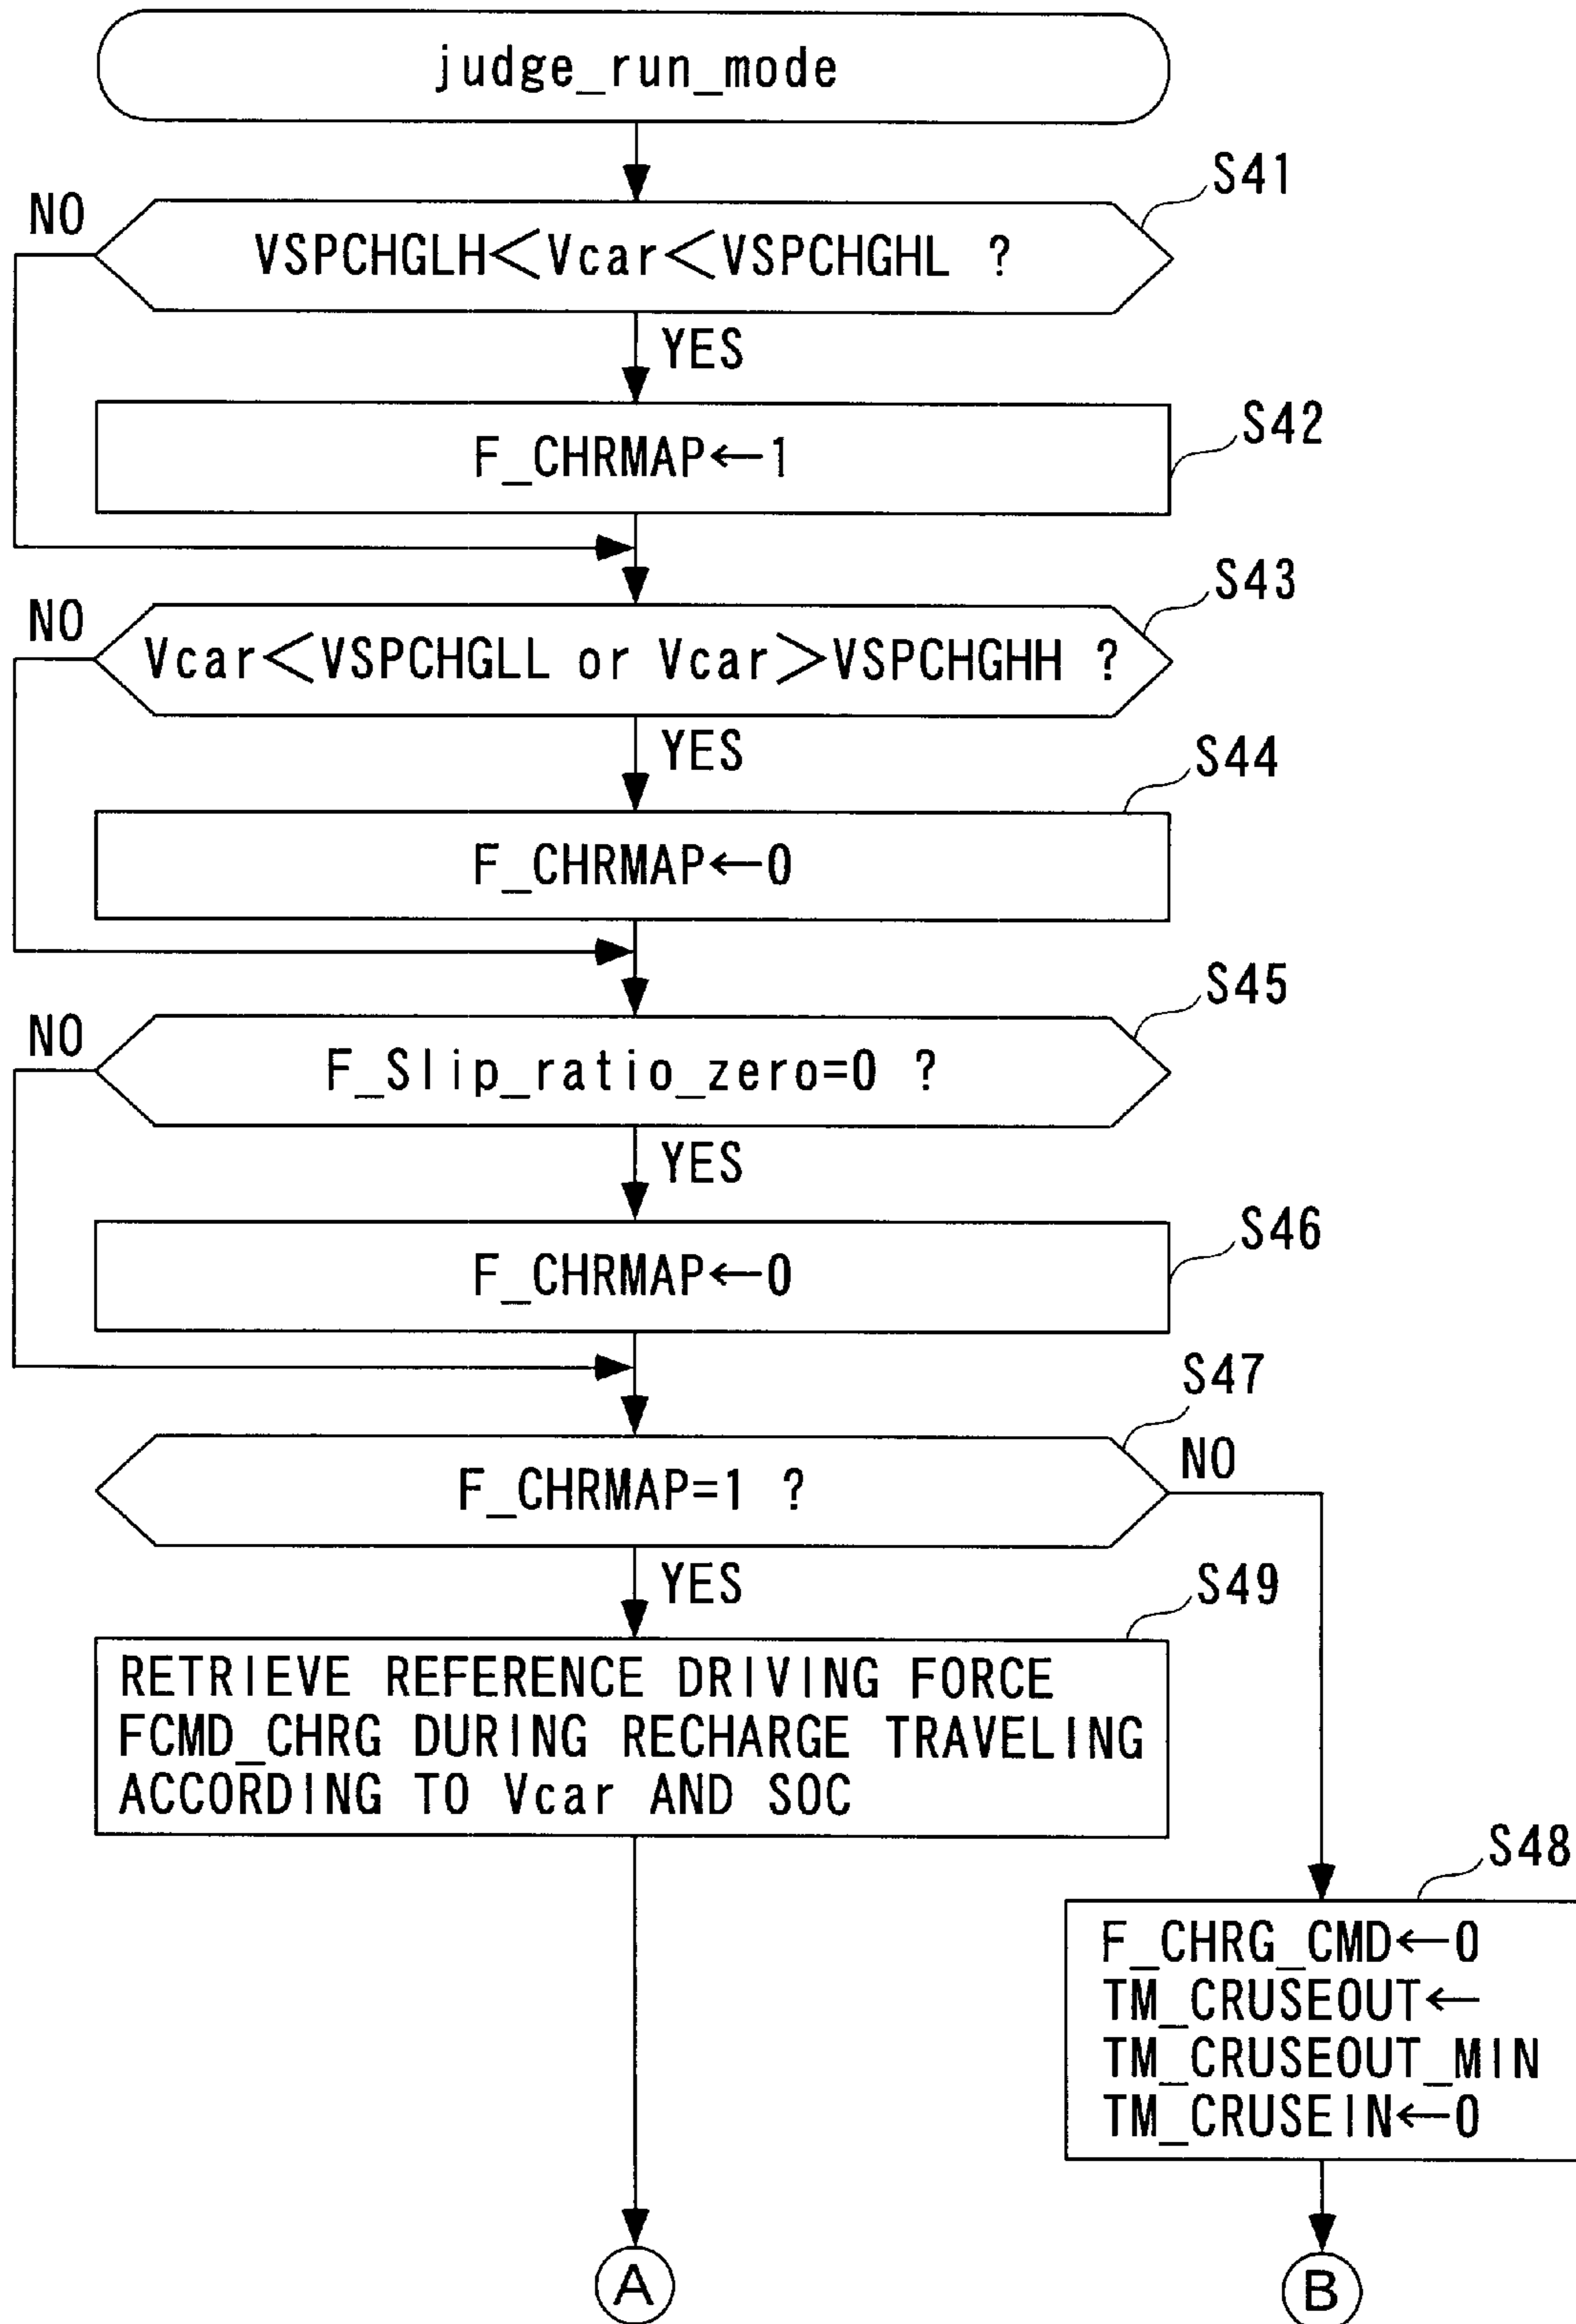 judge_run_mode
S41
NO
VSPCHGLH<Vcar<VSPCHGHL ?
YES
S42
F_CHRMAP←1
S43
NO
Vcar<VSPCHGLL or Vcar>VSPCHGHH ?
YES
S44
F_CHRMAP←0
S45
NO
F_Slip_ratio_zero=0 ?
YES
S46
F_CHRMAP←0
S47
NO
F_CHRMAP=1 ?
YES
S49
RETRIEVE REFERENCE DRIVING FORCE
FCMD_CHRG DURING RECHARGE TRAVELING
ACCORDING TO Vcar AND SOC
S48
F_CHRG_CMD←0
TM_CRUSEOUT←
TM_CRUSEOUT_MIN
TM_CRUSEIN←0
A
B